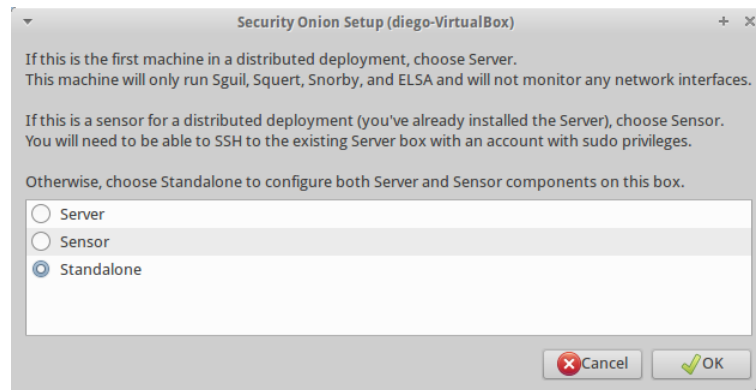 Security Onion Setup (diego-VirtualBox)
If this is the first machine in a distributed deployment, choose Server.
This machine will only run Sguil, Squert, Snorby, and ELSA and will not monitor any network interfaces.
If this is a sensor for a distributed deployment (you've already installed the Server), choose Sensor.
You will need to be able to SSH to the existing Server box with an account with sudo privileges.
Otherwise, choose Standalone to configure both Server and Sensor components on this box.
Server
Sensor
Standalone
Cancel OK